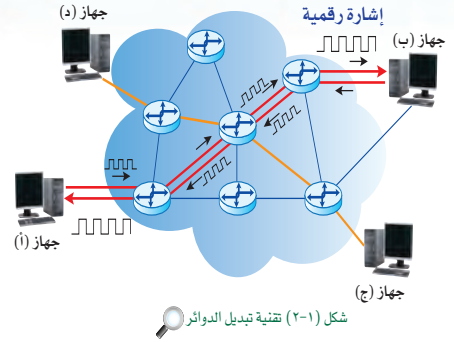 إشارة رقمية
جهاز (د)
جهاز (ب)
جهاز (أ)
جهاز (ج)
شكل (١-٢) تقنية تبديل الدوائر